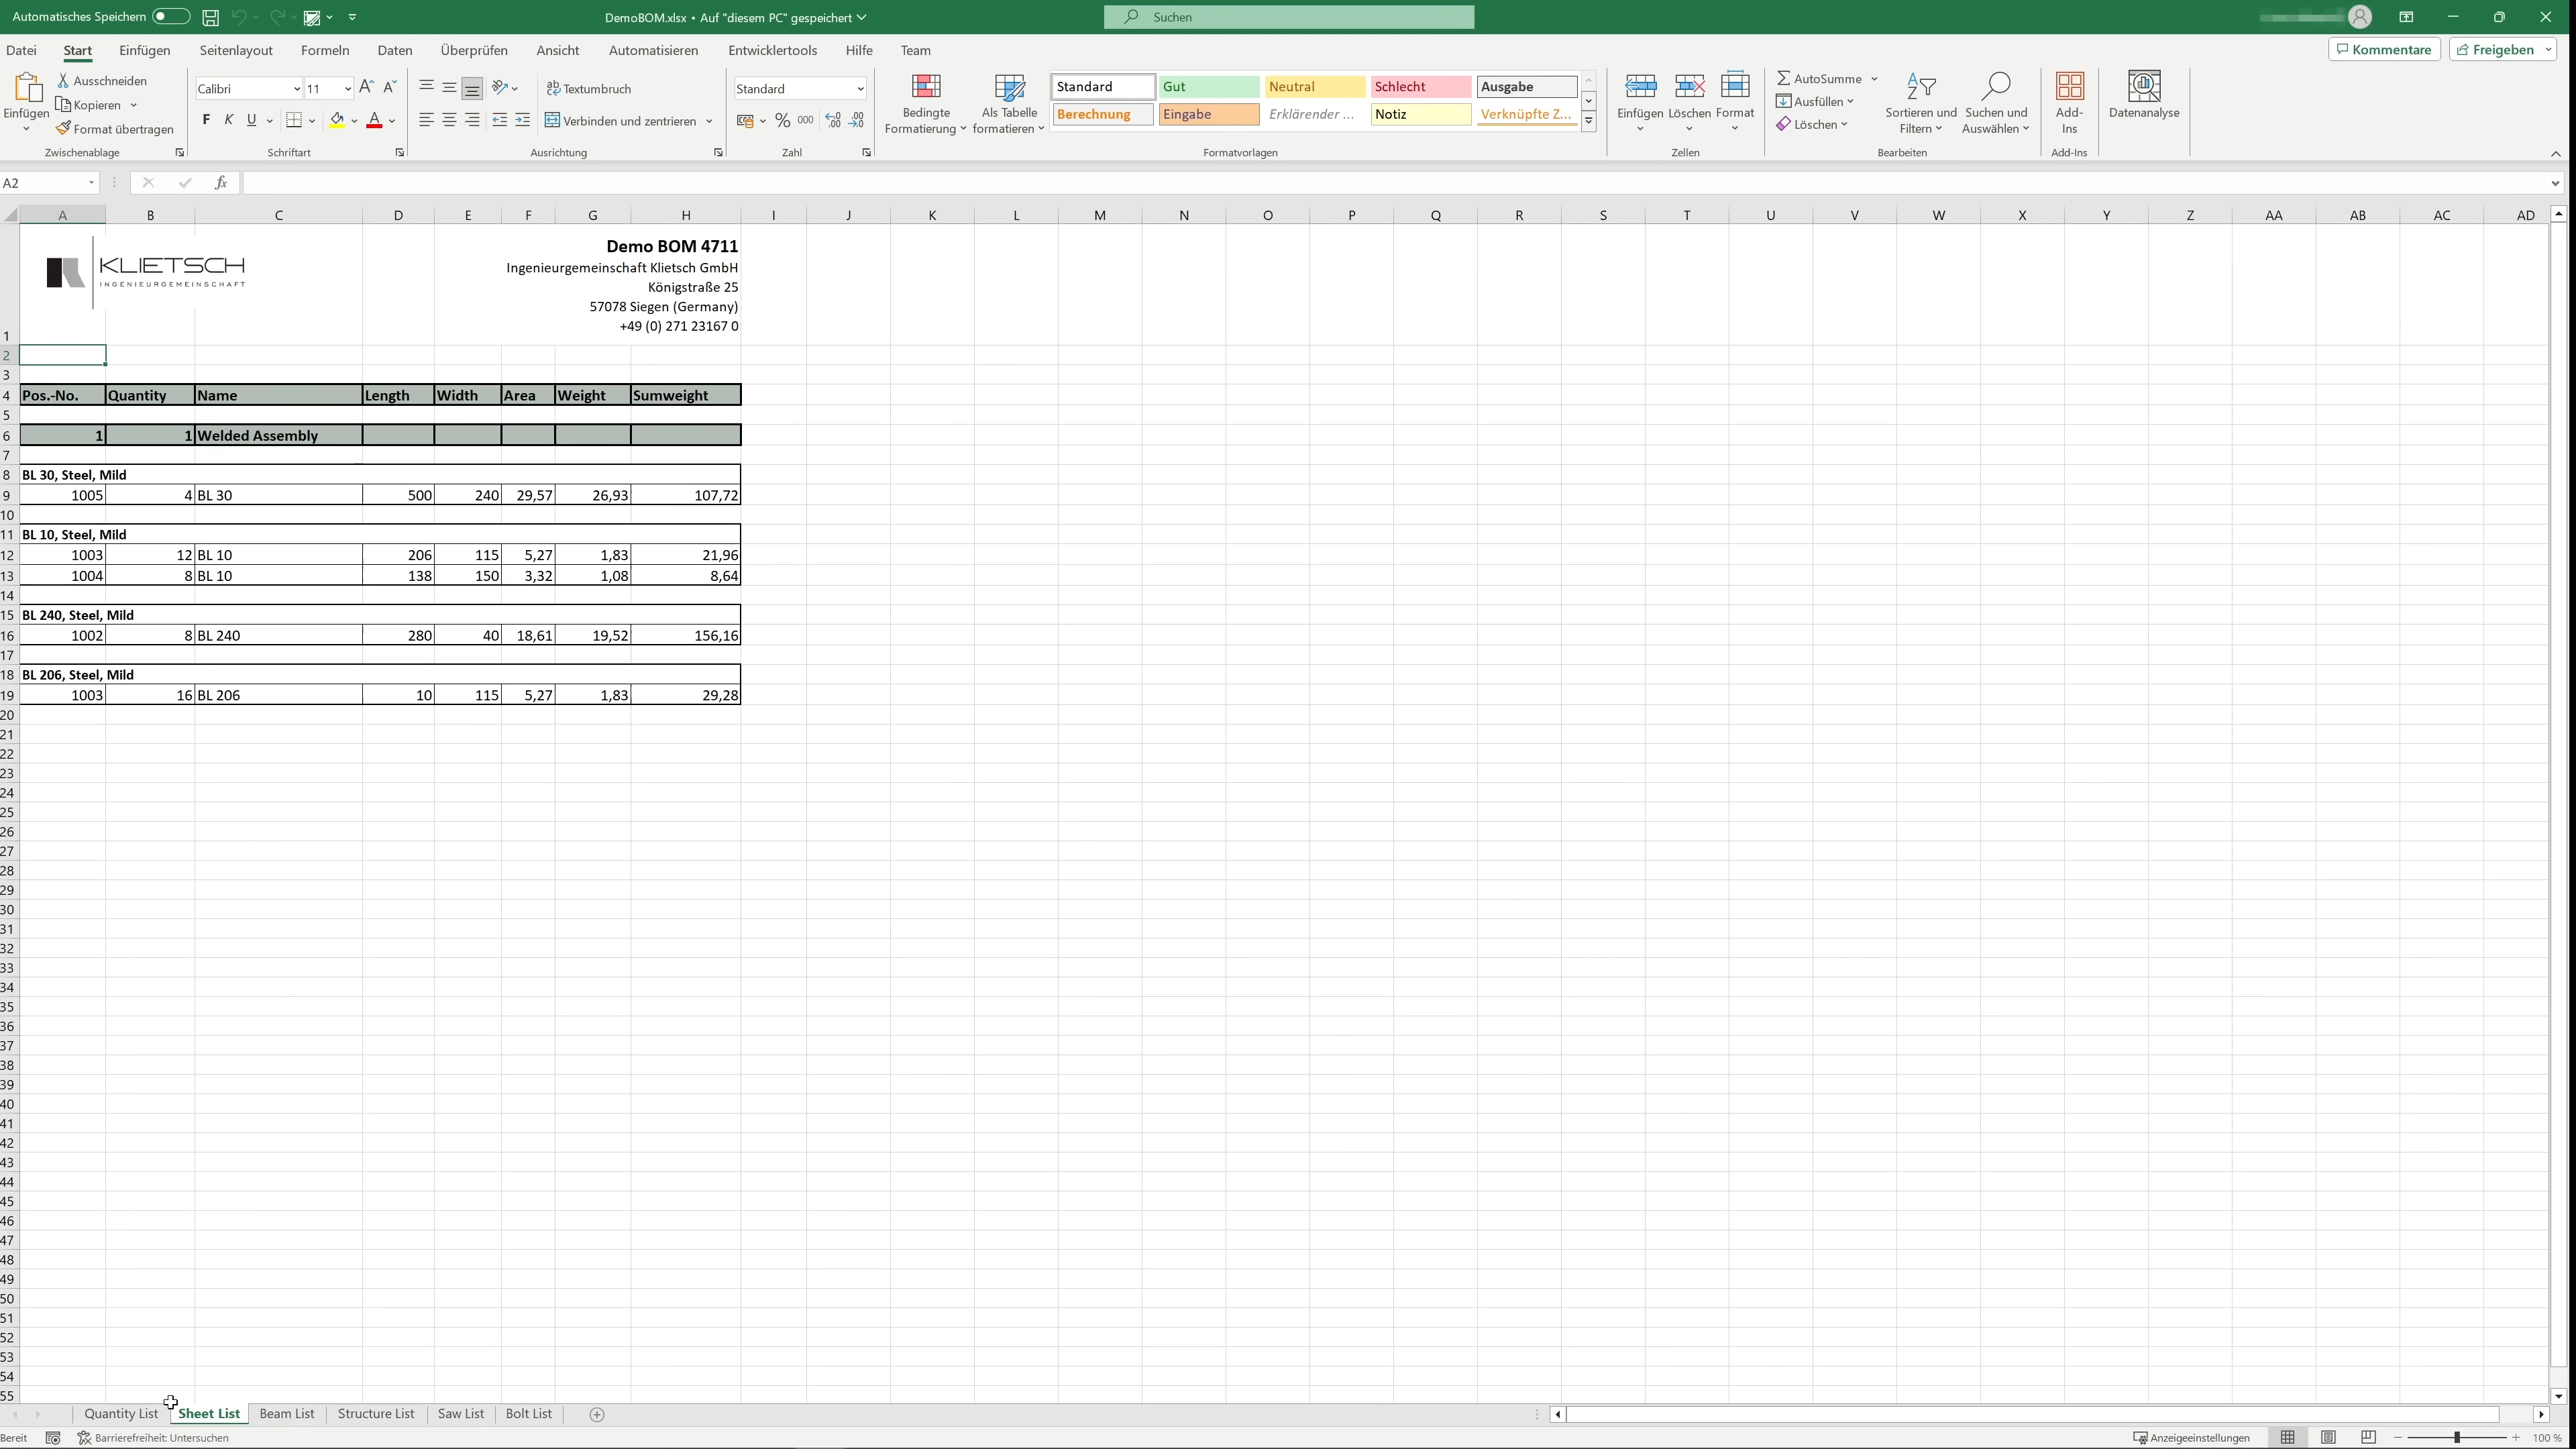 Automatisches Speichern
DemoBOM.xlsx • Auf "diesem PC" gespeichert
Suchen
Datei Start Einfügen Seitenlayout Formeln Daten Überprüfen Ansicht Automatisieren Entwicklertools Hilfe Team
Kommentare Freigeben
Einfügen
Ausschneiden
Kopieren
Format übertragen
Zwischenablage
Calibri 11
F K U
Schriftart
Textumbruch
Verbinden und zentrieren
Ausrichtung
Standard
% 000
Zahl
Bedingte Formatierung
Als Tabelle formatieren
Standard Gut Neutral Schlecht Ausgabe
Berechnung Eingabe Erklärender ... Notiz Verknüpfte Z...
Formatvorlagen
Einfügen Löschen Format
Zellen
AutoSumme
Ausfüllen
Löschen
Sortieren und Filtern
Suchen und Auswählen
Bearbeiten
Add-Ins
Add-Ins
Datenanalyse
A2 fx
A B C D E F G H I J K L M N O P Q R S T U V W X Y Z AA AB AC AD
KLIETSCH
INGENIEURGEMEINSCHAFT
Demo BOM 4711
Ingenieurgemeinschaft Klietsch GmbH
Königstraße 25
57078 Siegen (Germany)
+49 (0) 271 23167 0
1
2
3
4 Pos.-No. Quantity Name Length Width Area Weight Sumweight
5
6 1 1 Welded Assembly
7
8 BL 30, Steel, Mild
9 1005 4 BL 30 500 240 29,57 26,93 107,72
10
11 BL 10, Steel, Mild
12 1003 12 BL 10 206 115 5,27 1,83 21,96
13 1004 8 BL 10 138 150 3,32 1,08 8,64
14
15 BL 240, Steel, Mild
16 1002 8 BL 240 280 40 18,61 19,52 156,16
17
18 BL 206, Steel, Mild
19 1003 16 BL 206 10 115 5,27 1,83 29,28
20
21
22
23
24
25
26
27
28
29
30
31
32
33
34
35
36
37
38
39
40
41
42
43
44
45
46
47
48
49
50
51
52
53
54
55
Quantity List Sheet List Beam List Structure List Saw List Bolt List
Bereit Barrierefreiheit: Untersuchen
Anzeigeeinstellungen 100 %